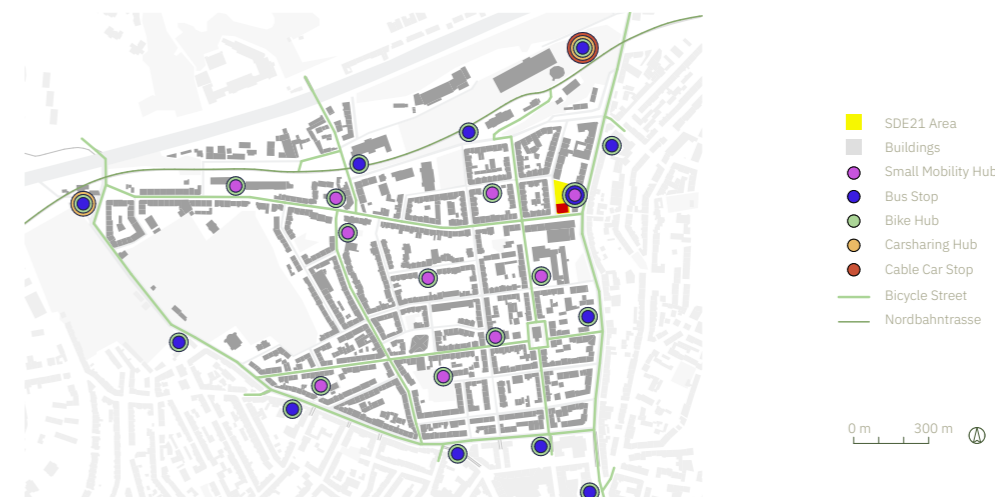 SDE21 Area
Buildings
Small Mobility Hub
Bus Stop
Bike Hub
Carsharing Hub
Cable Car Stop
Bicycle Street
Nordbahntrasse
0 m 300 m